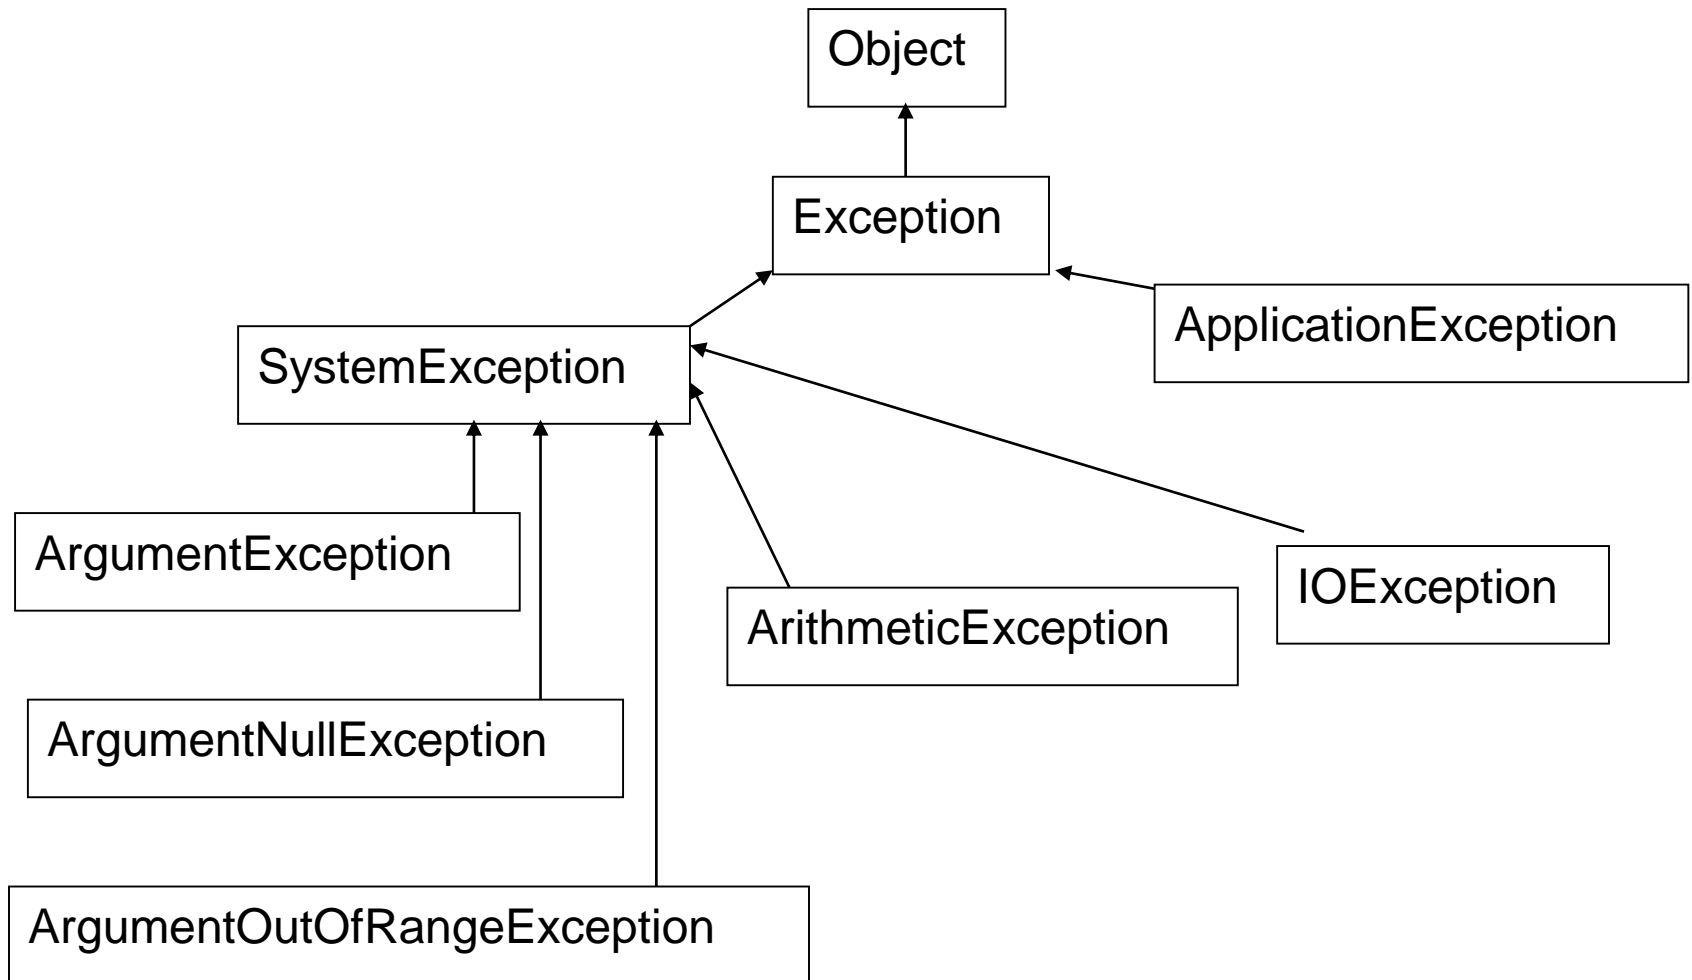 Object
Exception
ApplicationException
SystemException
ArgumentException
IOException
ArithmeticException
ArgumentNullException
ArgumentOutOfRangeException